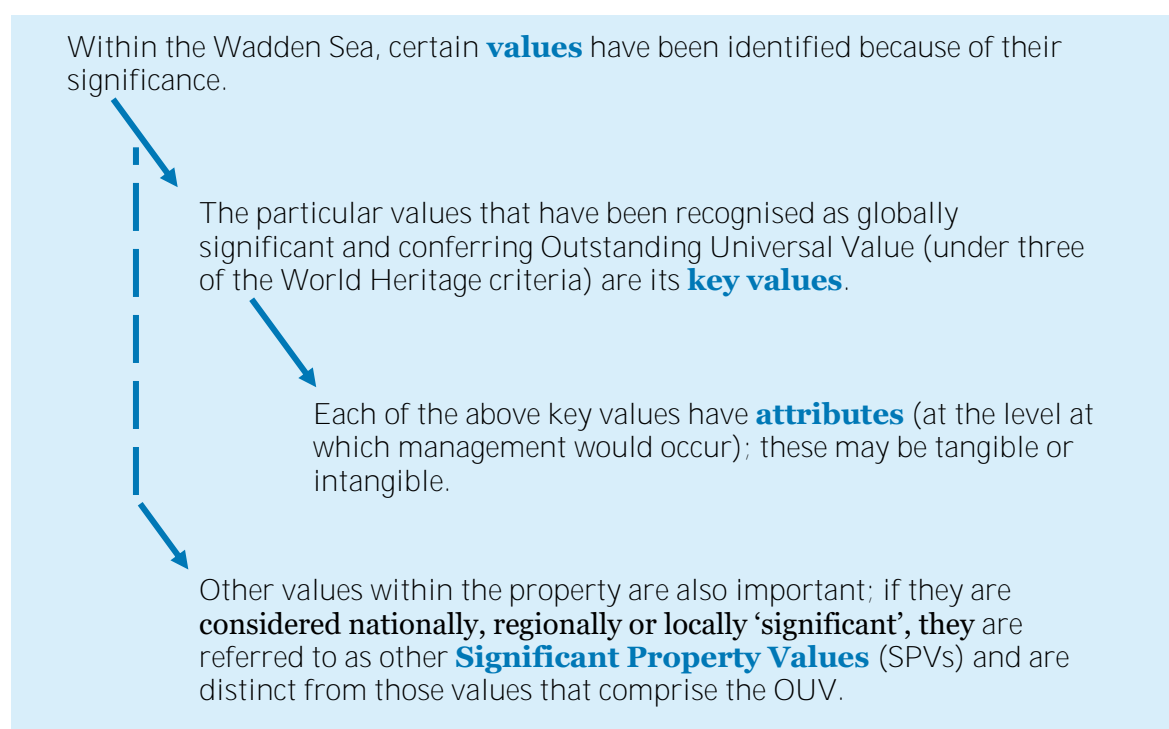 Within the Wadden Sea, certain values have been identified because of their
significance.
The particular values that have been recognised as globally
significant and conferring Outstanding Universal Value (under three
of the World Heritage criteria) are its key values.
Each of the above key values have attributes (at the level at
which management would occur); these may be tangible or
intangible.
Other values within the property are also important; if they are
considered nationally, regionally or locally ‘significant’, they are
referred to as other Significant Property Values (SPVs) and are
distinct from those values that comprise the OUV.